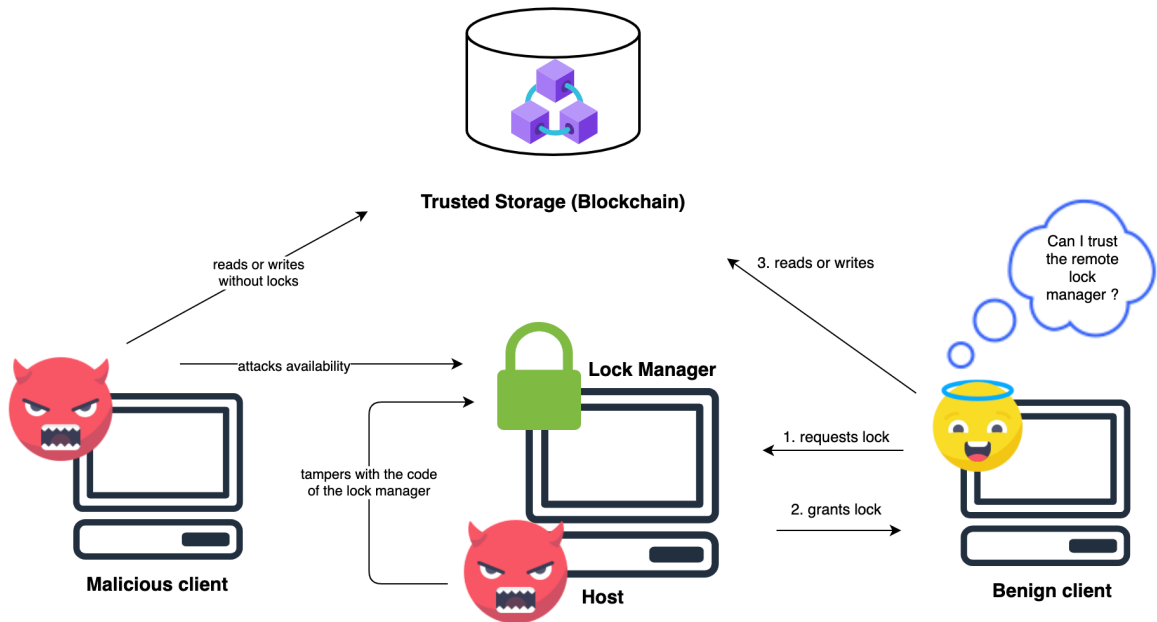 Trusted Storage (Blockchain)
Can I trust
the remote
lock
manager ?
reads or writes
without locks
3. reads or writes
attacks availability
Lock Manager
1. requests lock
tampers with the code
of the lock manager
2. grants lock
Malicious client
Host
Benign client